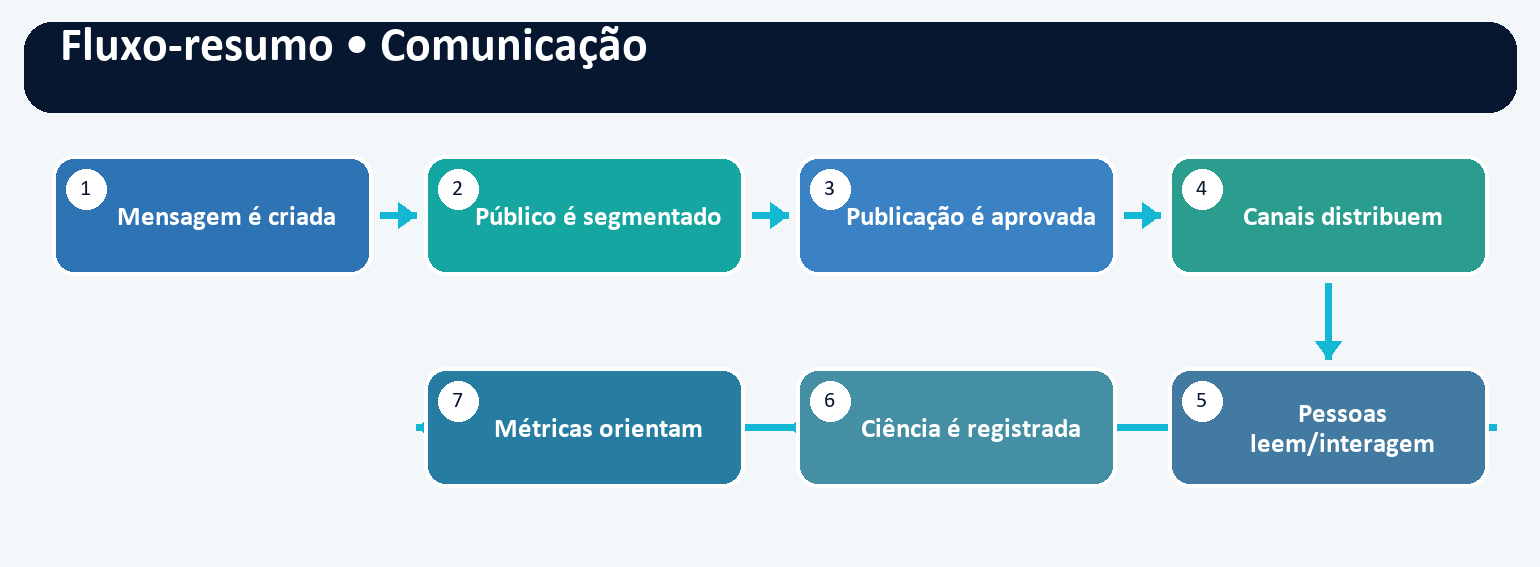 Fluxo-resumo • Comunicação
1
Mensagem é criada
2
Público é segmentado
3
Publicação é aprovada
4
Canais distribuem
5
Pessoas
leem/interagem
6
Ciência é registrada
7
Métricas orientam